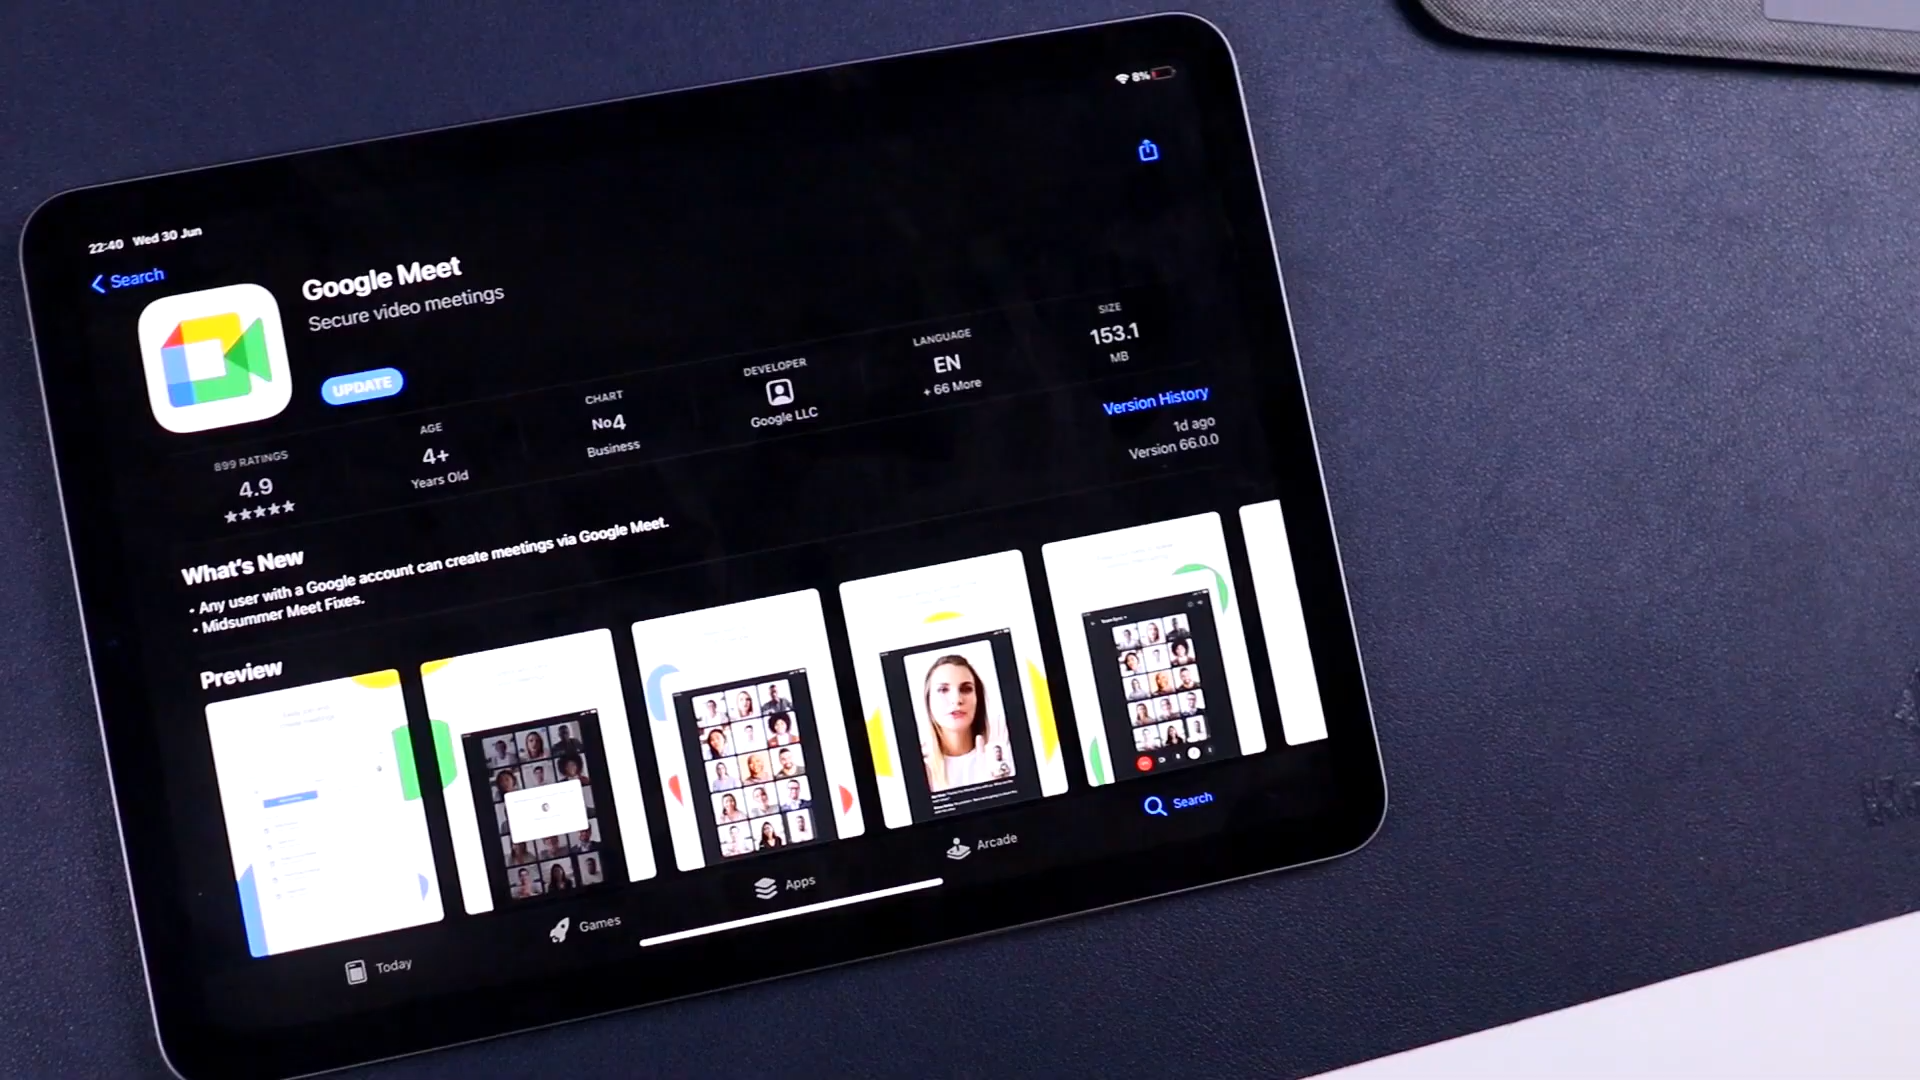 8%
22:40 Wed 30 Jun
Search
Google Meet
Secure video meetings
UPDATE
899 RATINGS
4.9
★★★★★
AGE
4+
Years Old
CHART
No4
Business
DEVELOPER
Google LLC
LANGUAGE
EN
+ 66 More
SIZE
153.1
MB
What's New
Version History
• Any user with a Google account can create meetings via Google Meet.
• Midsummer Meet Fixes.
1d ago
Version 66.0.0
Preview
Today
Games
Apps
Arcade
Search